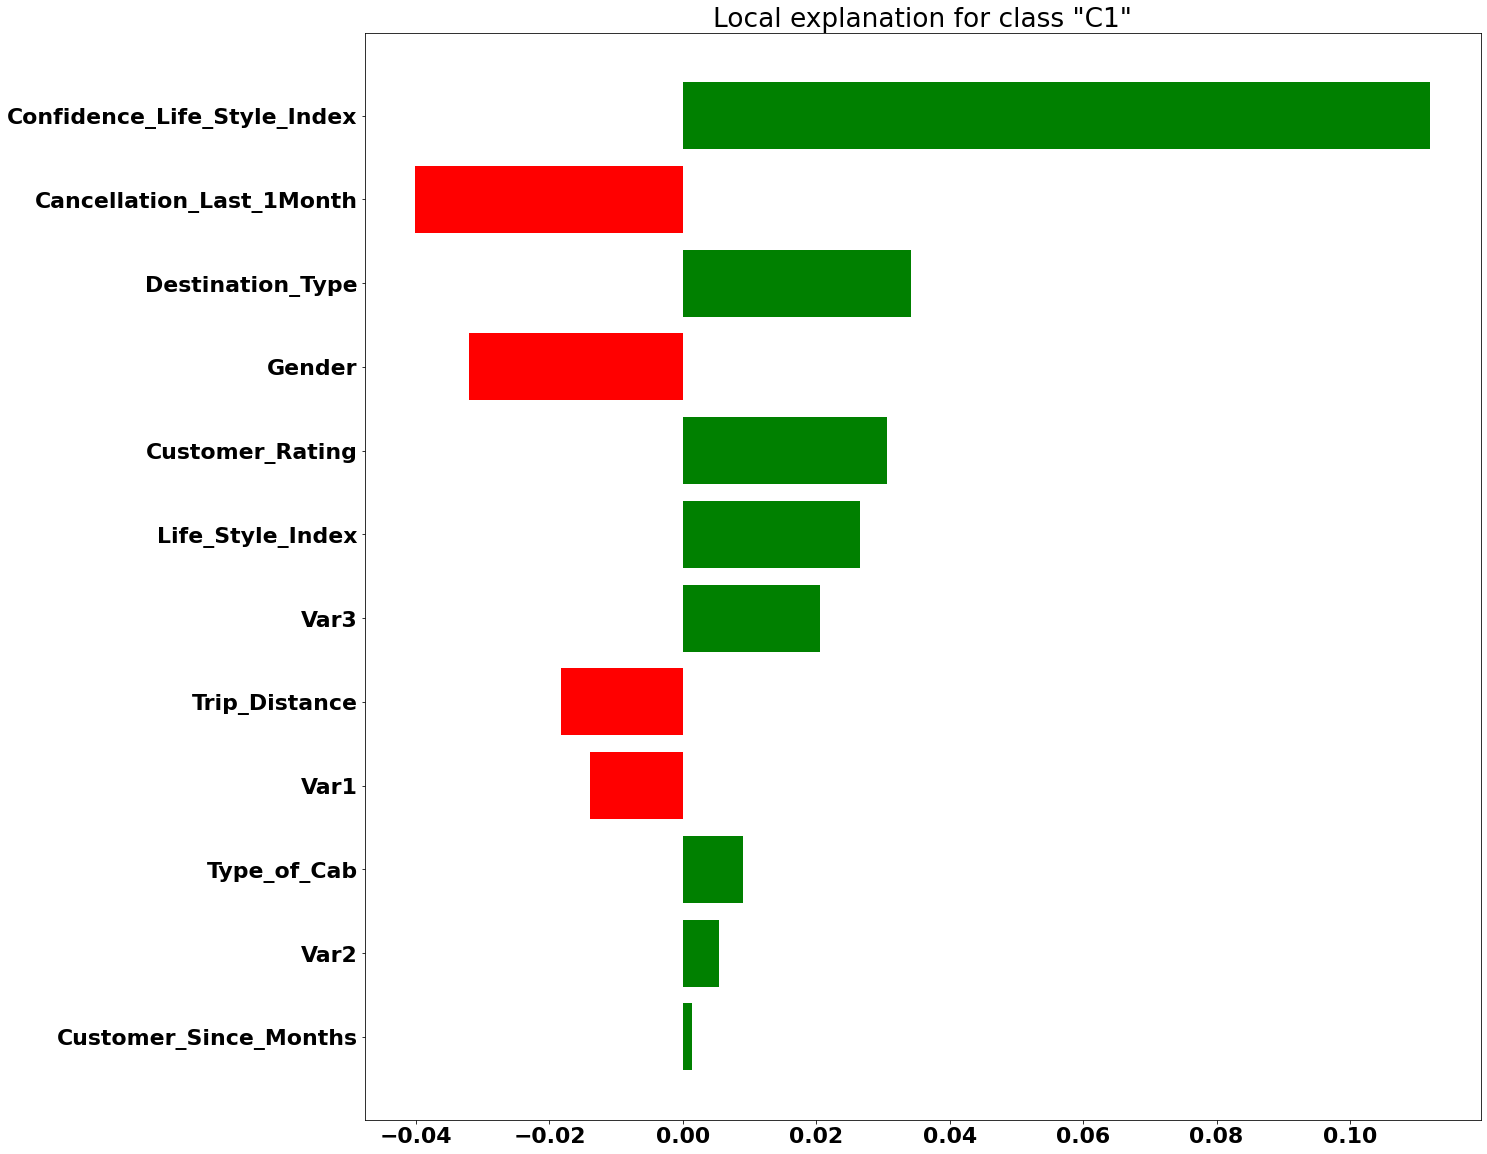 Local explanation for class "C1"
Confidence_Life_Style_Index
Cancellation_Last_1Month
Destination_Type
Gender
Customer_Rating
Life_Style_Index
Var3
Trip_Distance
Var1
Type_of_Cab
Var2
Customer_Since_Months
−0.04 −0.02 0.00 0.02 0.04 0.06 0.08 0.10